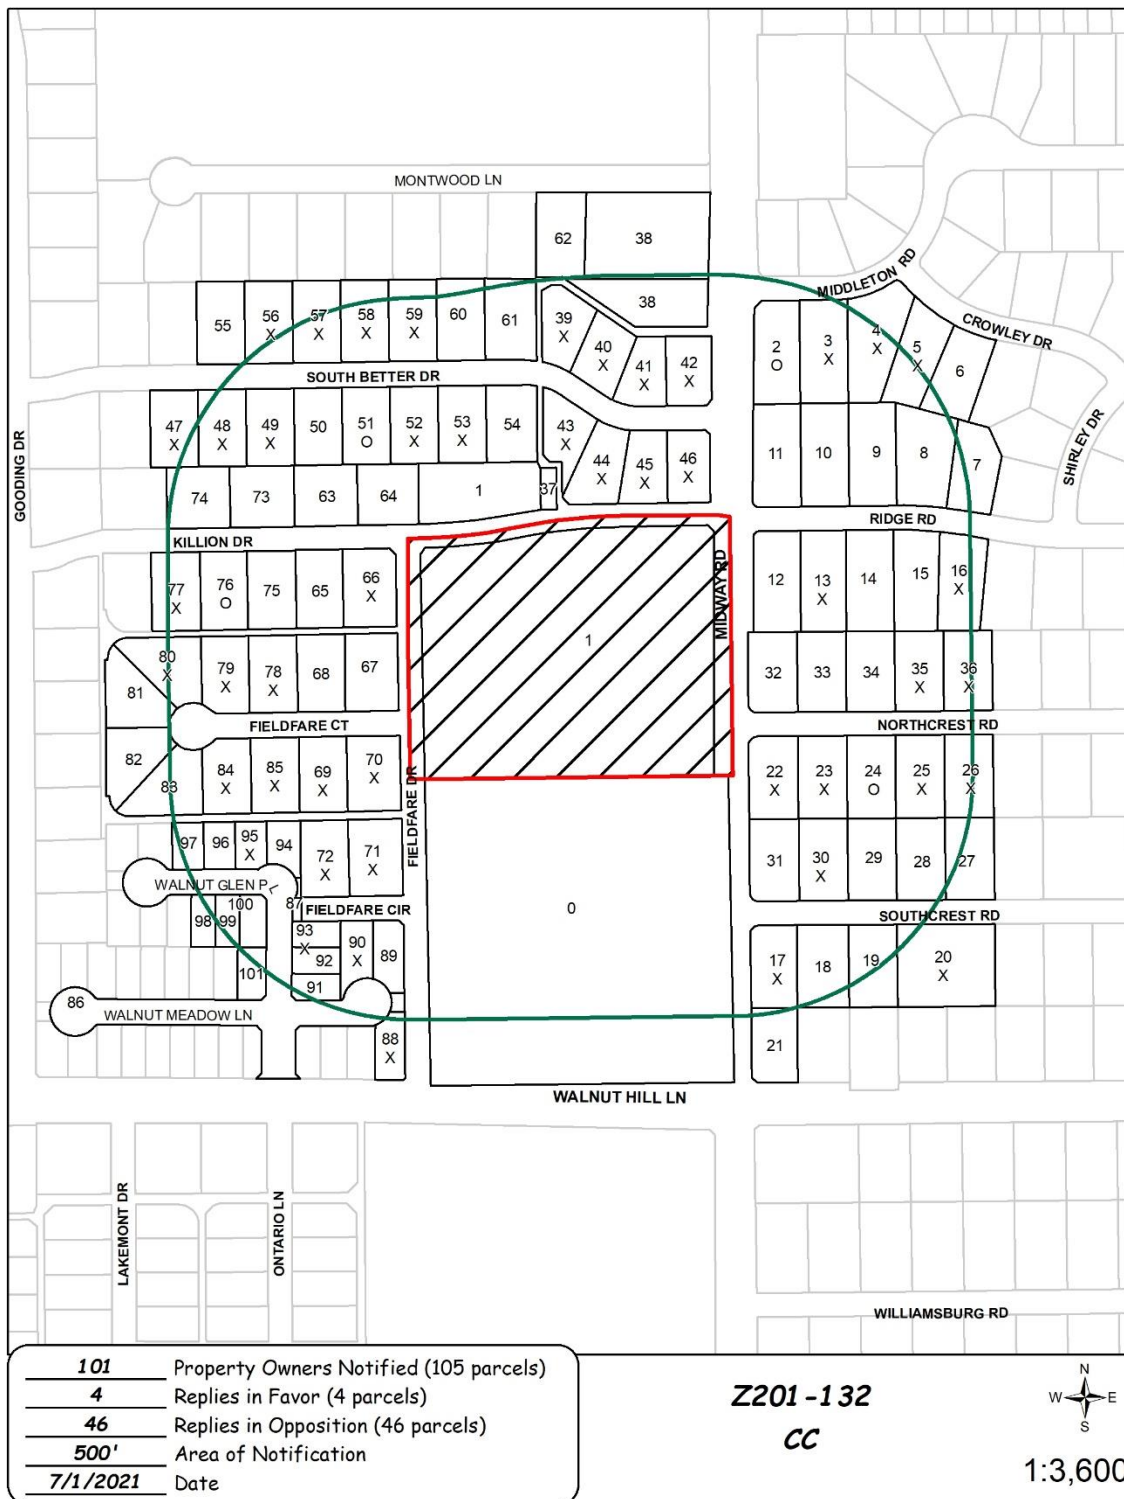 MONTWOOD LN
62 38
MIDDLETON RD
38
CROWLEY DR
55 56 X 57 X 58 X 59 X 60 61 39 X 40 X 41 X 42 X
2 O 3 X 4 X 5 X 6
SOUTH BETTER DR
SHIRLEY DR
GOODING DR
47 X 48 X 49 X 50 51 O 52 X 53 X 54 43 X 44 X 45 X 46 X
11 10 9 8 7
74 73 63 64 1 37
RIDGE RD
KILLION DR
MIDWAY RD
77 X 76 O 75 65 66 X
12 13 X 14 15 16 X
1
81 80 X 79 X 78 X 68 67
32 33 34 35 X 36 X
FIELDFARE CT
NORTHCREST RD
82 83 84 X 85 X 69 X 70 X
22 X 23 X 24 O 25 X 26 X
FIELDFARE DR
97 96 95 X 94 72 X 71 X
31 30 X 29 28 27
WALNUT GLEN PL
98 99 100 87
FIELDFARE CIR
0
SOUTHCREST RD
93 X 92 91 90 X 89
101
17 X 18 19 20 X
86
WALNUT MEADOW LN
88 X
21
WALNUT HILL LN
LAKEMONT DR
ONTARIO LN
WILLIAMSBURG RD
101 Property Owners Notified (105 parcels)
4 Replies in Favor (4 parcels)
46 Replies in Opposition (46 parcels)
500' Area of Notification
7/1/2021 Date
Z201-132
CC
N
W E
S
1:3,600